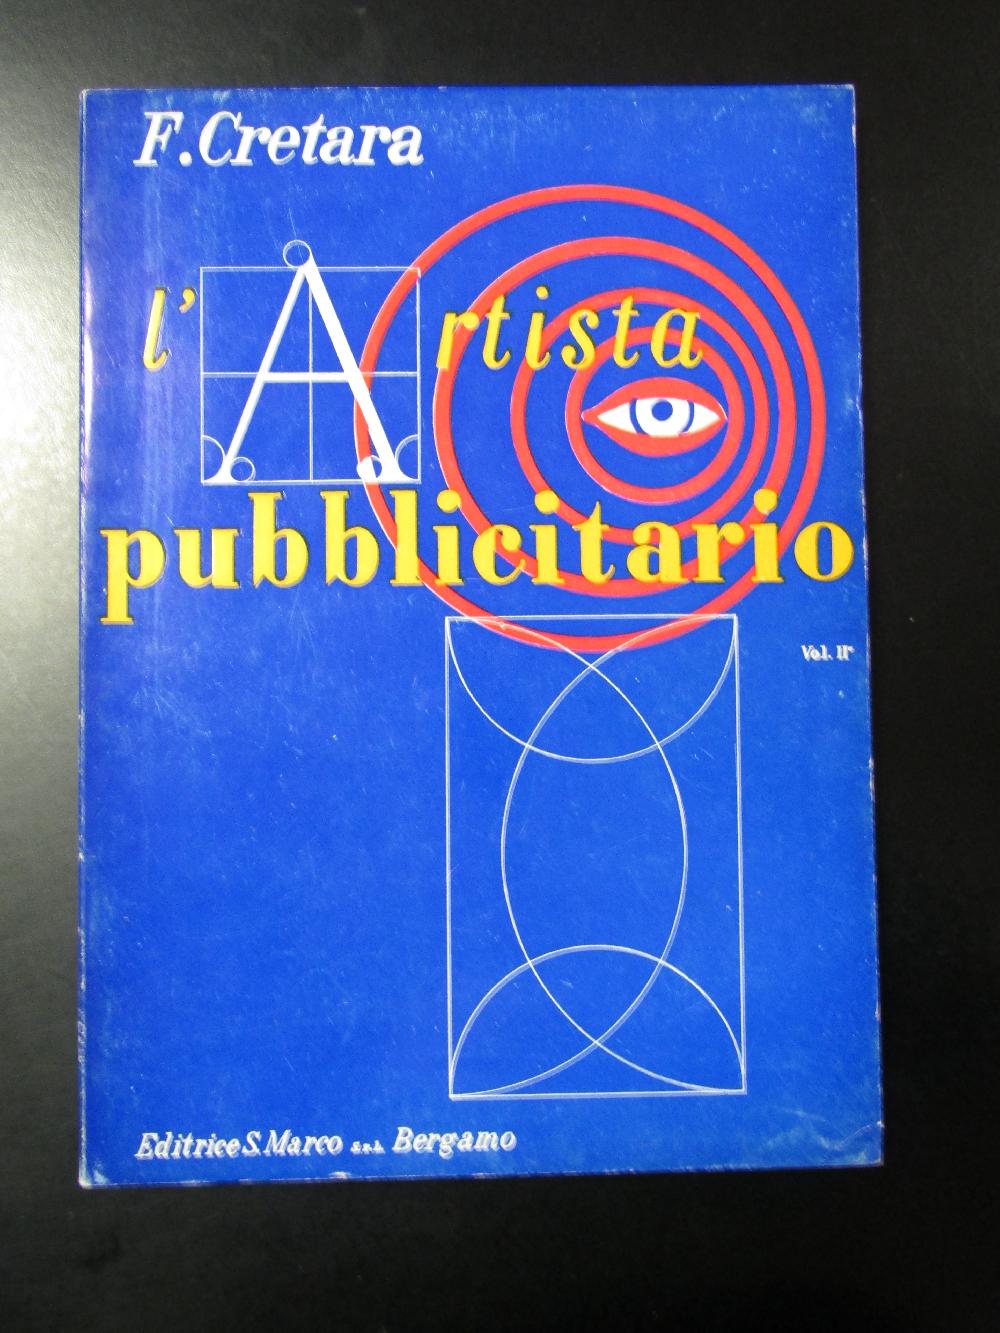 F. Cretara
l'Artista
pubblicitario
Vol. II°
Editrice S. Marco s.r.l. Bergamo